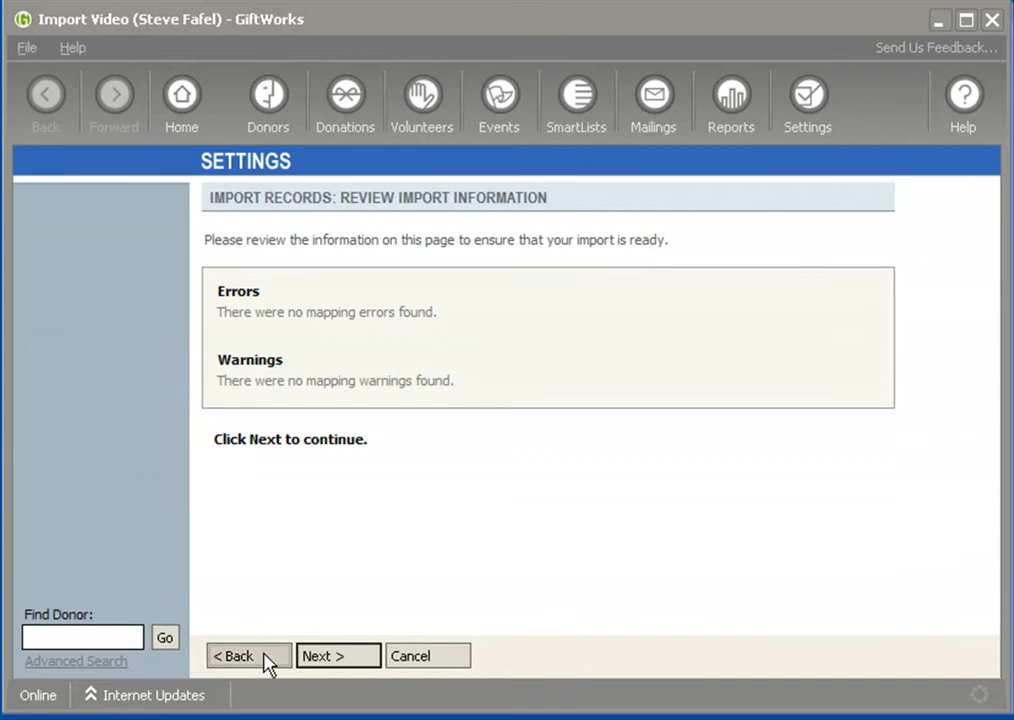 Import Video (Steve Fafel) - GiftWorks
File Help Send Us Feedback...
Back Forward Home Donors Donations Volunteers Events SmartLists Mailings Reports Settings Help
SETTINGS
IMPORT RECORDS: REVIEW IMPORT INFORMATION
Please review the information on this page to ensure that your import is ready.
Errors
There were no mapping errors found.
Warnings
There were no mapping warnings found.
Click Next to continue.
Find Donor:
Go
Advanced Search
< Back Next > Cancel
Online Internet Updates